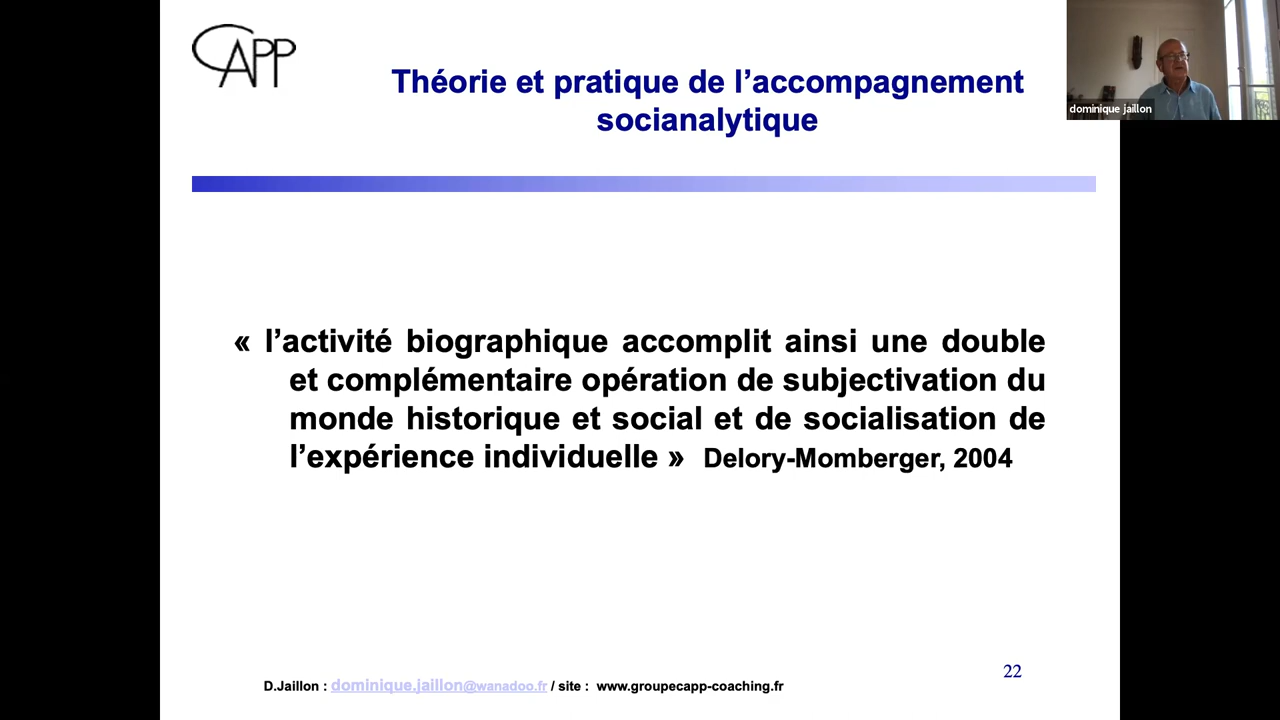 CAPP
Théorie et pratique de l’accompagnement
socianalytique
dominique jaillon
« l’activité biographique accomplit ainsi une double
et complémentaire opération de subjectivation du
monde historique et social et de socialisation de
l’expérience individuelle » Delory-Momberger, 2004
22
D.Jaillon : dominique.jaillon@wanadoo.fr / site : www.groupecapp-coaching.fr